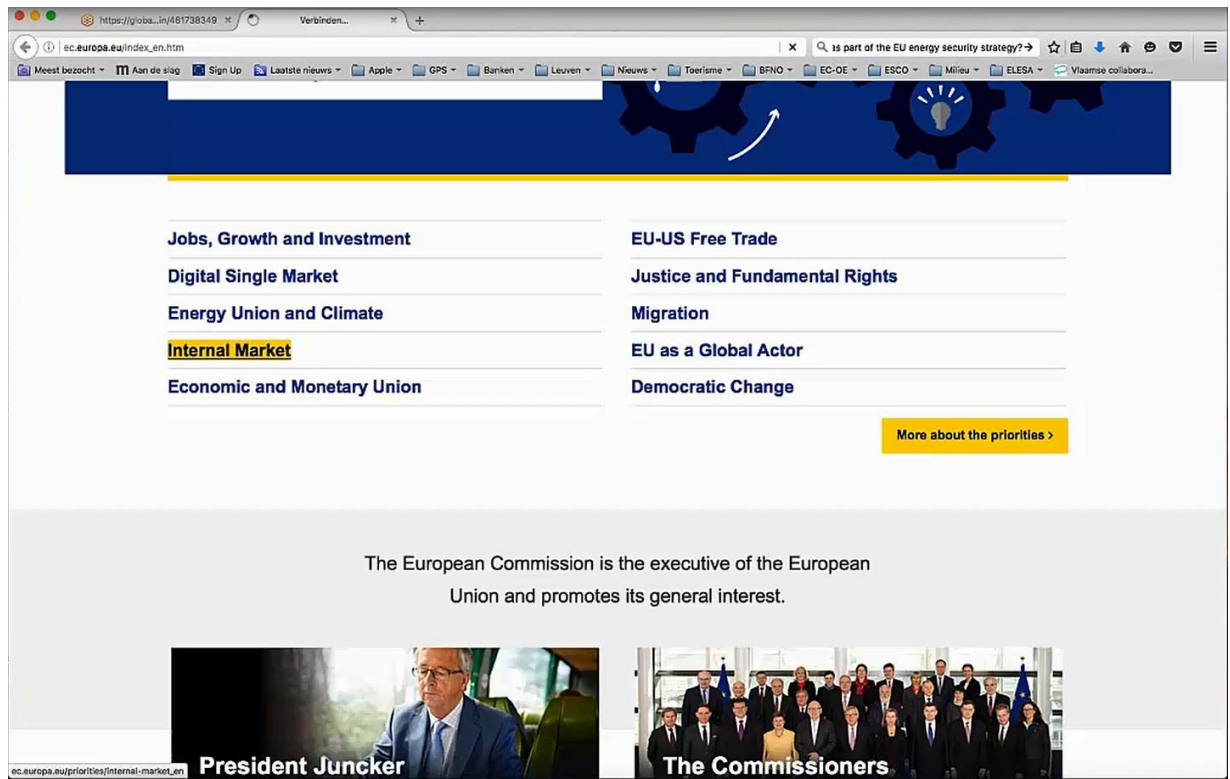 https://globa...in/461738349
Verbinden...
ec.europa.eu/index_en.htm
as part of the EU energy security strategy?
Meest bezocht Aan de slag Sign Up Laatste nieuws Apple GPS Banken Leuven Nieuws Toerisme BFNO EC-OE ESCO Milieu ELESA Vlaamse collabora...
Jobs, Growth and Investment
Digital Single Market
Energy Union and Climate
Internal Market
Economic and Monetary Union
EU-US Free Trade
Justice and Fundamental Rights
Migration
EU as a Global Actor
Democratic Change
More about the priorities >
The European Commission is the executive of the European
Union and promotes its general interest.
President Juncker
The Commissioners
ec.europa.eu/priorities/internal-market_en